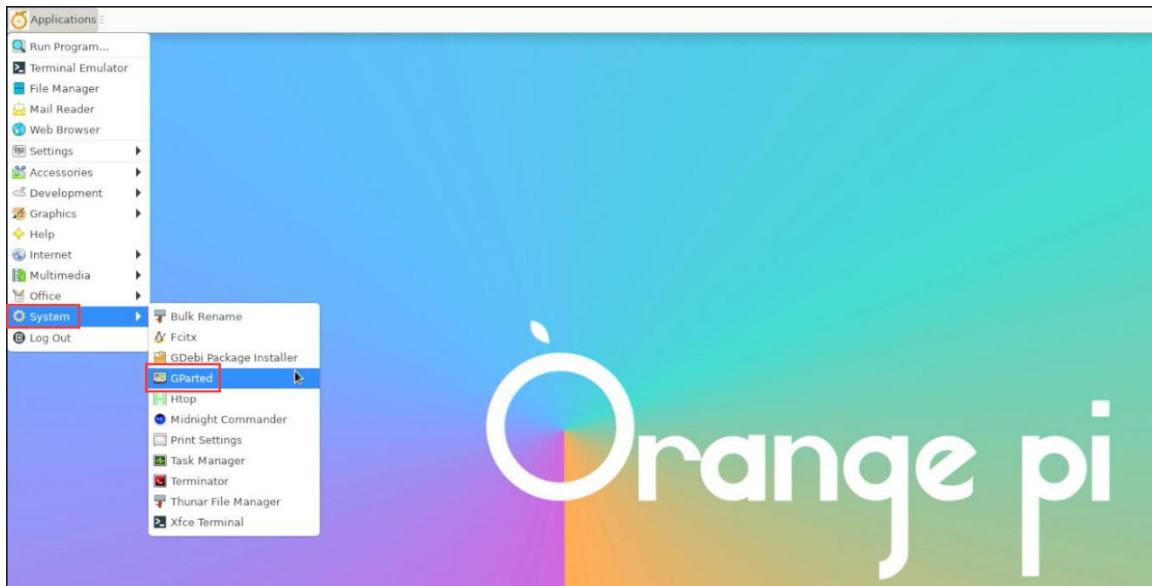 Applications
Run Program...
Terminal Emulator
File Manager
Mail Reader
Web Browser
Settings
Accessories
Development
Graphics
Help
Internet
Multimedia
Office
System
Log Out
Bulk Rename
Fcitx
GDebi Package Installer
GParted
Htop
Midnight Commander
Print Settings
Task Manager
Terminator
Thunar File Manager
Xfce Terminal
Orange pi